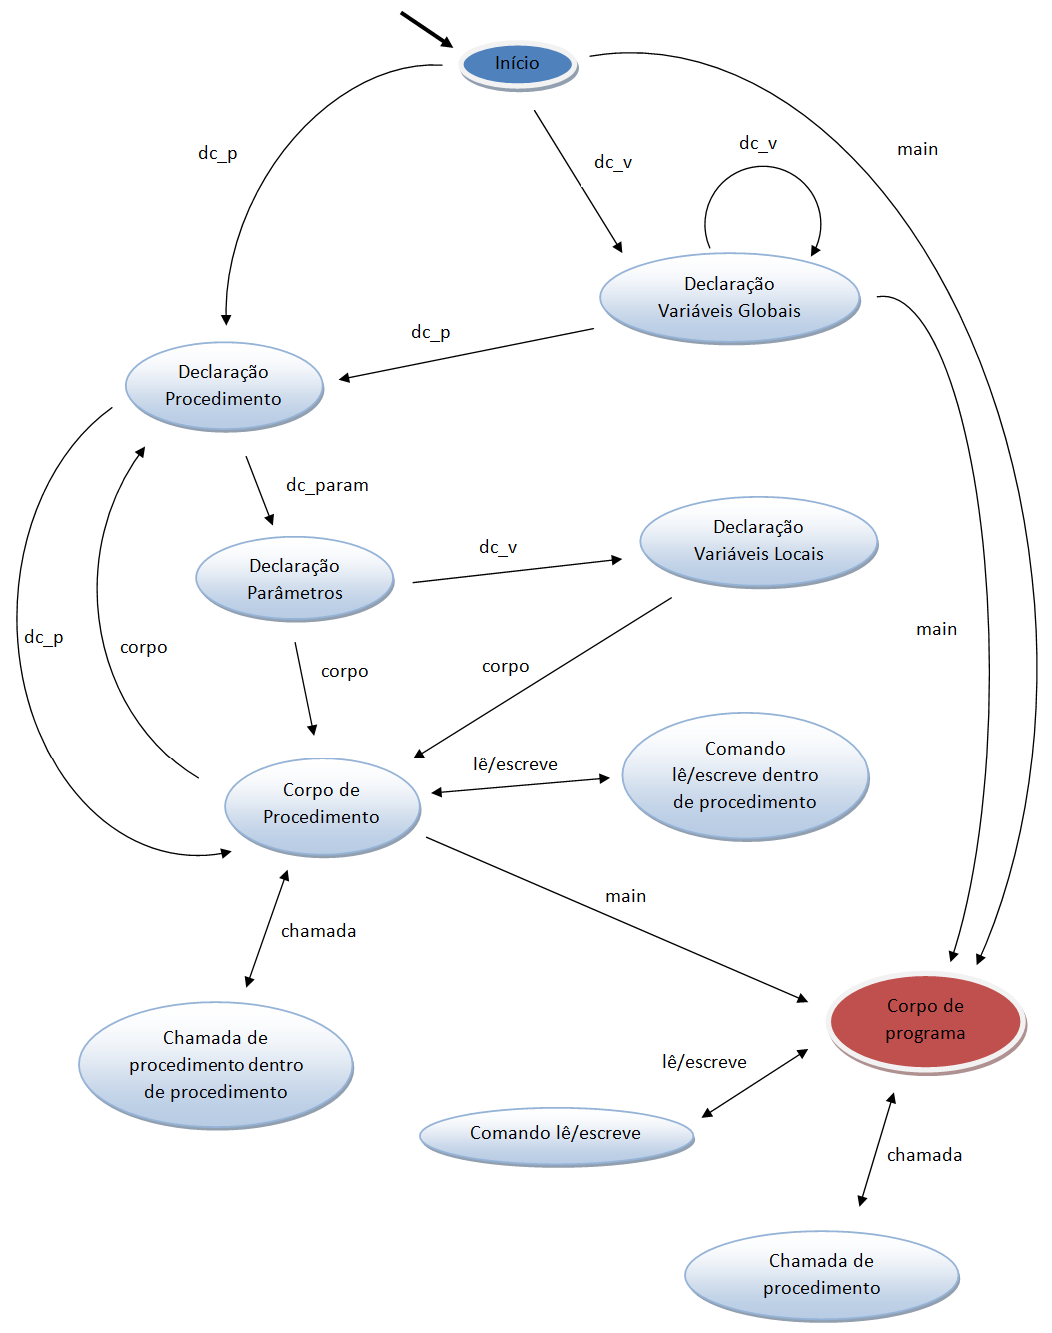 Início
main
dc_v
dc_p
dc_v
Declaração
Variáveis Globais
dc_p
Declaração
Procedimento
dc_param
Declaração
Variáveis Locais
dc_v
Declaração
Parâmetros
main
dc_p
corpo
corpo
corpo
Comando
lê/escreve dentro
de procedimento
lê/escreve
Corpo de
Procedimento
main
chamada
Corpo de
programa
Chamada de
procedimento dentro
de procedimento
lê/escreve
Comando lê/escreve
chamada
Chamada de
procedimento